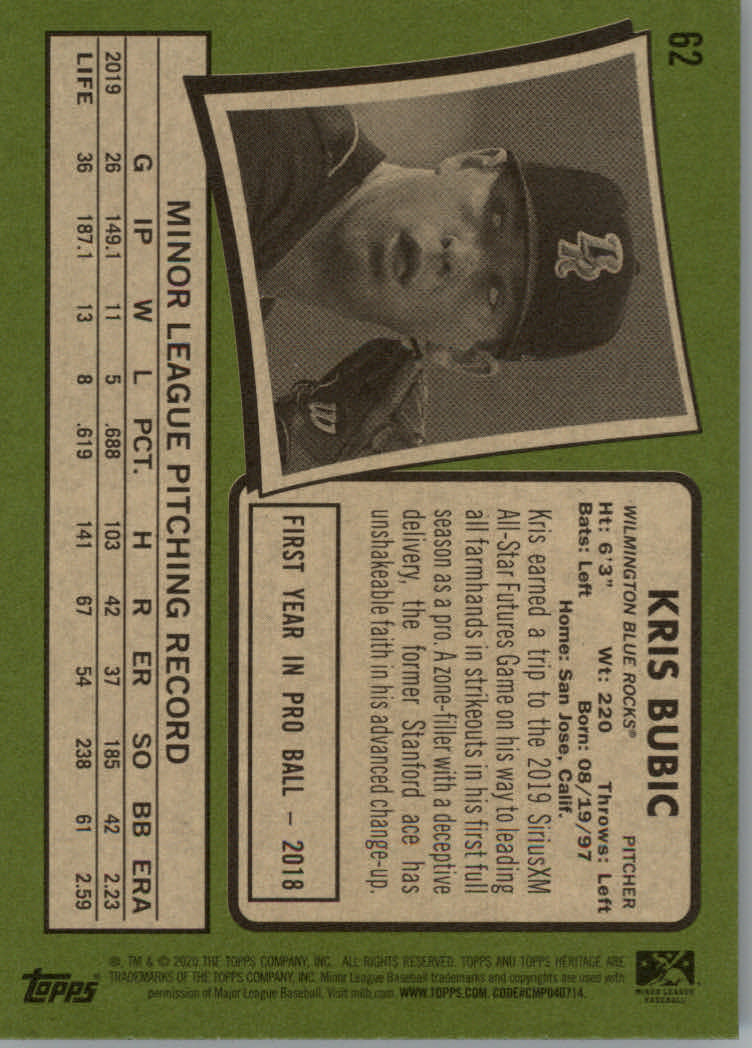 62
KRIS BUBIC
WILMINGTON BLUE ROCKS® PITCHER
Ht: 6'3" Wt: 220 Throws: Left
Bats: Left Born: 08/19/97
Home: San Jose, Calif.
Kris earned a trip to the 2019 SiriusXM
All-Star Futures Game on his way to leading
all farmhands in strikeouts in his first full
season as a pro. A zone-filler with a deceptive
delivery, the former Stanford ace has
unshakeable faith in his advanced change-up.
FIRST YEAR IN PRO BALL – 2018
MINOR LEAGUE PITCHING RECORD
G IP W L PCT. H R ER SO BB ERA
2019 26 149.1 11 5 .688 103 42 37 185 42 2.23
LIFE 36 187.1 13 8 .619 141 67 54 238 61 2.59
MINOR LEAGUE
BASEBALL
®, TM & © 2020 THE TOPPS COMPANY, INC. ALL RIGHTS RESERVED. TOPPS AND TOPPS HERITAGE ARE
TRADEMARKS OF THE TOPPS COMPANY, INC. Minor League Baseball trademarks and copyrights are used with
permission of Major League Baseball. Visit milb.com. WWW.TOPPS.COM. CODE#CMP040714.
Topps®